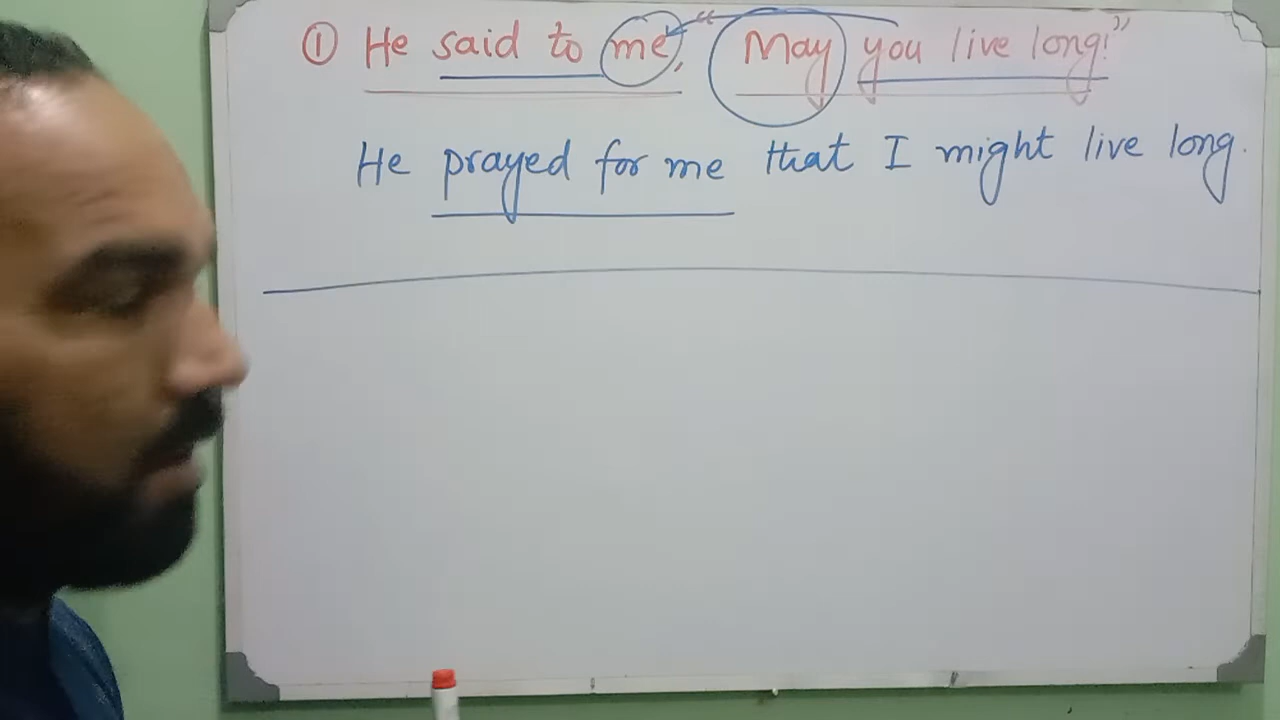 ① He said to me, "May you live long!"
He prayed for me that I might live long.